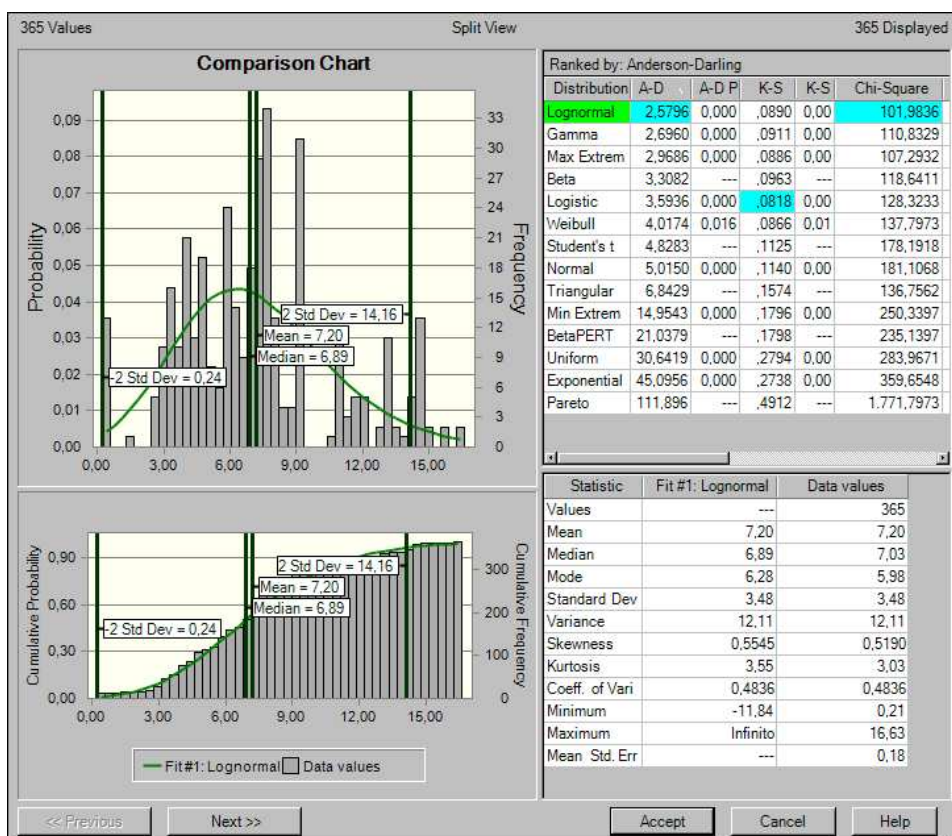 365 Values Split View 365 Displayed
Comparison Chart
0,09
0,08
0,07
0,06
0,05
0,04
0,03
0,02
0,01
0,00
Probability
33
30
27
24
21
18
15
12
9
6
3
0
Frequency
2 Std Dev = 14,16
Mean = 7,20
Median = 6,89
-2 Std Dev = 0,24
0,00 3,00 6,00 9,00 12,00 15,00
0,90
0,60
0,30
0,00
Cumulative Probability
300
200
100
0
Cumulative Frequency
2 Std Dev = 14,16
Mean = 7,20
Median = 6,89
-2 Std Dev = 0,24
0,00 3,00 6,00 9,00 12,00 15,00
Fit #1: Lognormal Data values
Ranked by: Anderson-Darling
Distribution A-D A-D P K-S K-S Chi-Square
Lognormal 2,5796 0,000 ,0890 0,00 101,9836
Gamma 2,6960 0,000 ,0911 0,00 110,8329
Max Extrem 2,9686 0,000 ,0886 0,00 107,2932
Beta 3,3082 --- ,0963 --- 118,6411
Logistic 3,5936 0,000 ,0818 0,00 128,3233
Weibull 4,0174 0,016 ,0866 0,01 137,7973
Student's t 4,8283 --- ,1125 --- 178,1918
Normal 5,0150 0,000 ,1140 0,00 181,1068
Triangular 6,8429 --- ,1574 --- 136,7562
Min Extrem 14,9543 0,000 ,1796 0,00 250,3397
BetaPERT 21,0379 --- ,1798 --- 235,1397
Uniform 30,6419 0,000 ,2794 0,00 283,9671
Exponential 45,0956 0,000 ,2738 0,00 359,6548
Pareto 111,896 --- ,4912 --- 1.771,7973
Statistic Fit #1: Lognormal Data values
Values --- 365
Mean 7,20 7,20
Median 6,89 7,03
Mode 6,28 5,98
Standard Dev 3,48 3,48
Variance 12,11 12,11
Skewness 0,5545 0,5190
Kurtosis 3,55 3,03
Coeff. of Vari 0,4836 0,4836
Minimum -11,84 0,21
Maximum Infinito 16,63
Mean Std. Err --- 0,18
<< Previous Next >> Accept Cancel Help